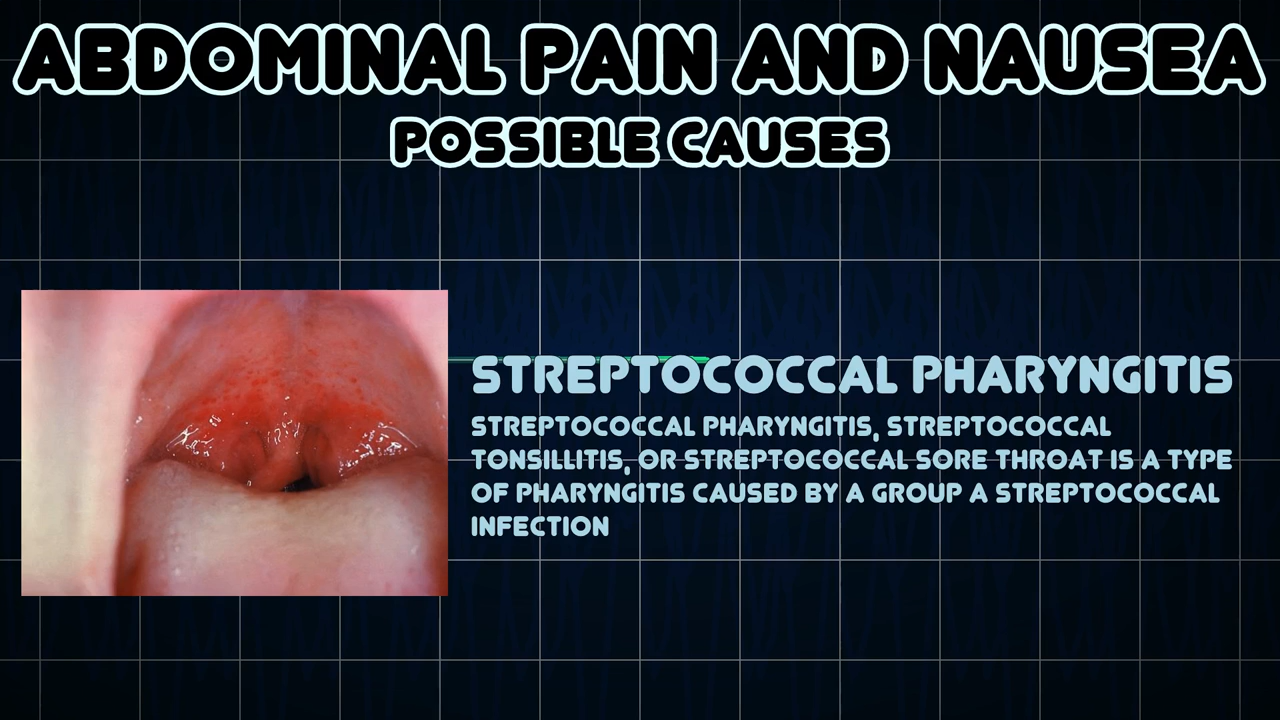 ABDOMINAL PAIN AND NAUSEA
POSSIBLE CAUSES
STREPTOCOCCAL PHARYNGITIS
STREPTOCOCCAL PHARYNGITIS, STREPTOCOCCAL
TONSILLITIS, OR STREPTOCOCCAL SORE THROAT IS A TYPE
OF PHARYNGITIS CAUSED BY A GROUP A STREPTOCOCCAL
INFECTION